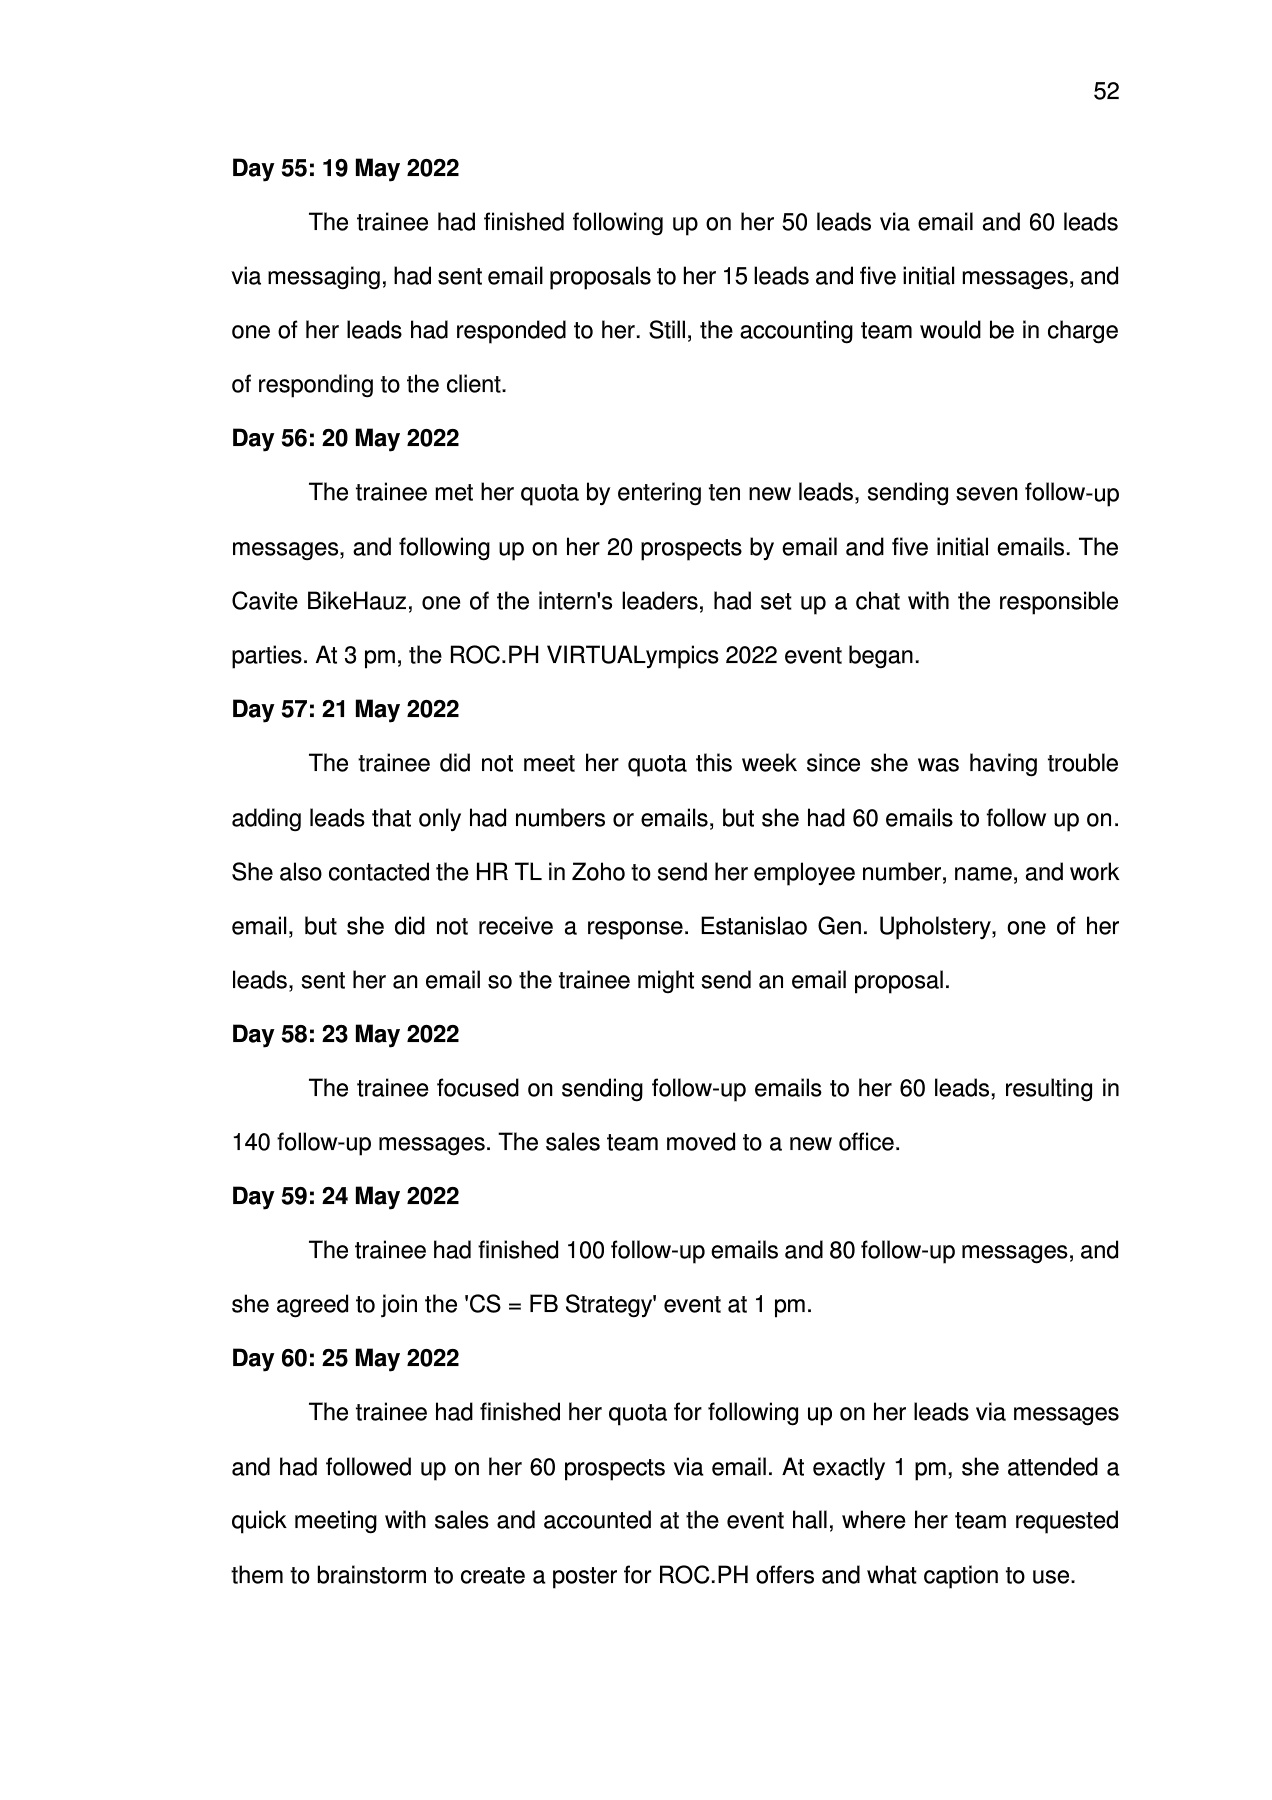 52
Day 55: 19 May 2022
The trainee had finished following up on her 50 leads via email and 60 leads
via messaging, had sent email proposals to her 15 leads and five initial messages, and
one of her leads had responded to her. Still, the accounting team would be in charge
of responding to the client.
Day 56: 20 May 2022
The trainee met her quota by entering ten new leads, sending seven follow-up
messages, and following up on her 20 prospects by email and five initial emails. The
Cavite BikeHauz, one of the intern's leaders, had set up a chat with the responsible
parties. At 3 pm, the ROC.PH VIRTUALympics 2022 event began.
Day 57: 21 May 2022
The trainee did not meet her quota this week since she was having trouble
adding leads that only had numbers or emails, but she had 60 emails to follow up on.
She also contacted the HR TL in Zoho to send her employee number, name, and work
email, but she did not receive a response. Estanislao Gen. Upholstery, one of her
leads, sent her an email so the trainee might send an email proposal.
Day 58: 23 May 2022
The trainee focused on sending follow-up emails to her 60 leads, resulting in
140 follow-up messages. The sales team moved to a new office.
Day 59: 24 May 2022
The trainee had finished 100 follow-up emails and 80 follow-up messages, and
she agreed to join the 'CS = FB Strategy' event at 1 pm.
Day 60: 25 May 2022
The trainee had finished her quota for following up on her leads via messages
and had followed up on her 60 prospects via email. At exactly 1 pm, she attended a
quick meeting with sales and accounted at the event hall, where her team requested
them to brainstorm to create a poster for ROC.PH offers and what caption to use.